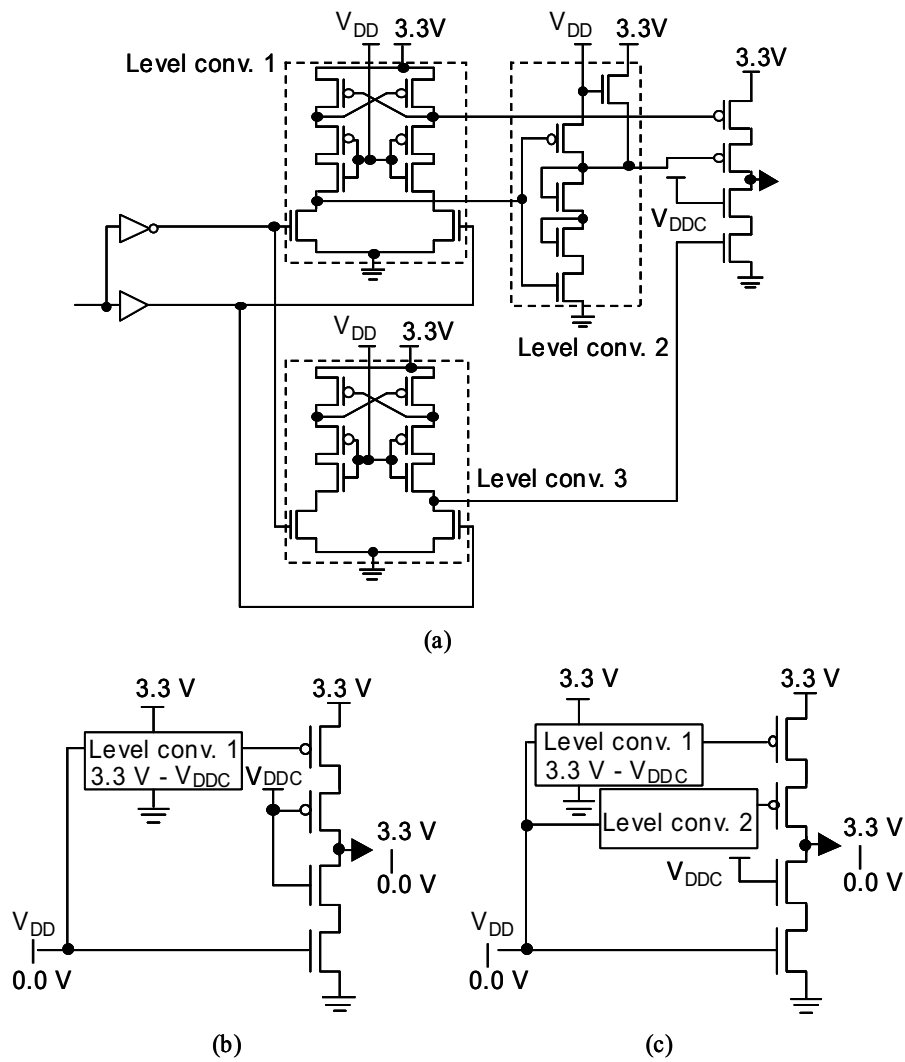 V_DD 3.3V
Level conv. 1
V_DD 3.3V
3.3V
V_DDC
Level conv. 2
V_DD 3.3V
Level conv. 3
(a)
3.3 V
3.3 V
Level conv. 1
3.3 V - V_DDC
V_DDC
3.3 V
0.0 V
V_DD
0.0 V
(b)
3.3 V
3.3 V
Level conv. 1
3.3 V - V_DDC
Level conv. 2
V_DDC
3.3 V
0.0 V
V_DD
0.0 V
(c)